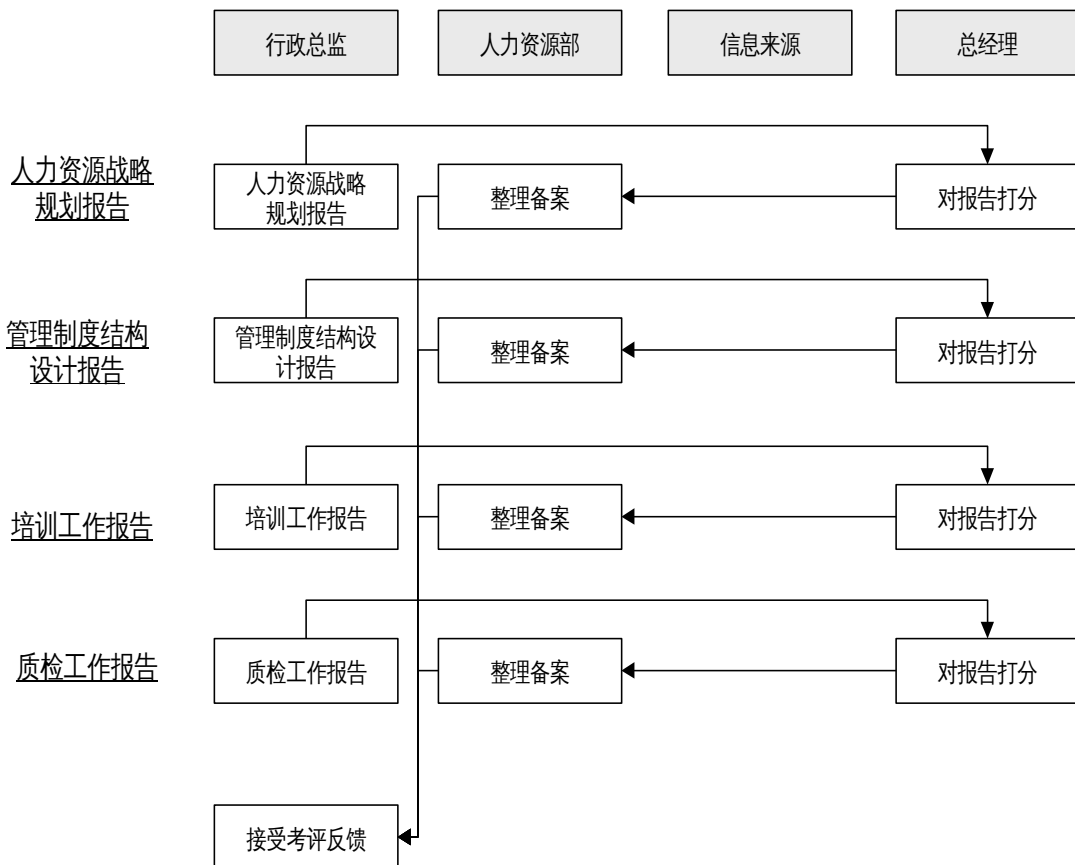 行政总监
人力资源部
信息来源
总经理
人力资源战略
规划报告
人力资源战略
规划报告
整理备案
对报告打分
管理制度结构
设计报告
管理制度结构设
计报告
整理备案
对报告打分
培训工作报告
培训工作报告
整理备案
对报告打分
质检工作报告
质检工作报告
整理备案
对报告打分
接受考评反馈